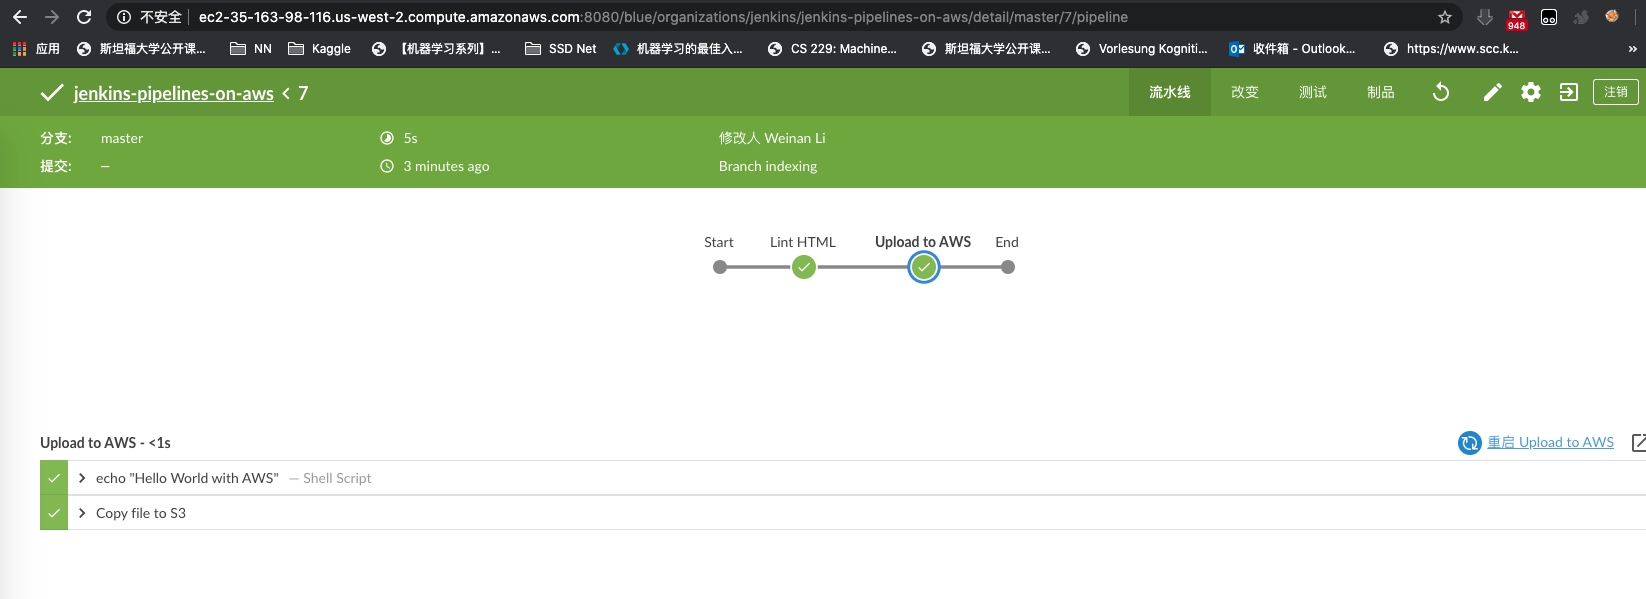 不安全 ec2-35-163-98-116.us-west-2.compute.amazonaws.com:8080/blue/organizations/jenkins/jenkins-pipelines-on-aws/detail/master/7/pipeline 948
应用 斯坦福大学公开课... NN Kaggle 【机器学习系列】... SSD Net 机器学习的最佳入... CS 229: Machine... 斯坦福大学公开课... Vorlesung Kogniti... 收件箱 – Outlook... https://www.scc.k... »
jenkins-pipelines-on-aws < 7 流水线 改变 测试 制品 注销
分支: master 5s 修改人 Weinan Li
提交: — 3 minutes ago Branch indexing
Start Lint HTML Upload to AWS End
Upload to AWS - <1s 重启 Upload to AWS
echo "Hello World with AWS" — Shell Script
Copy file to S3